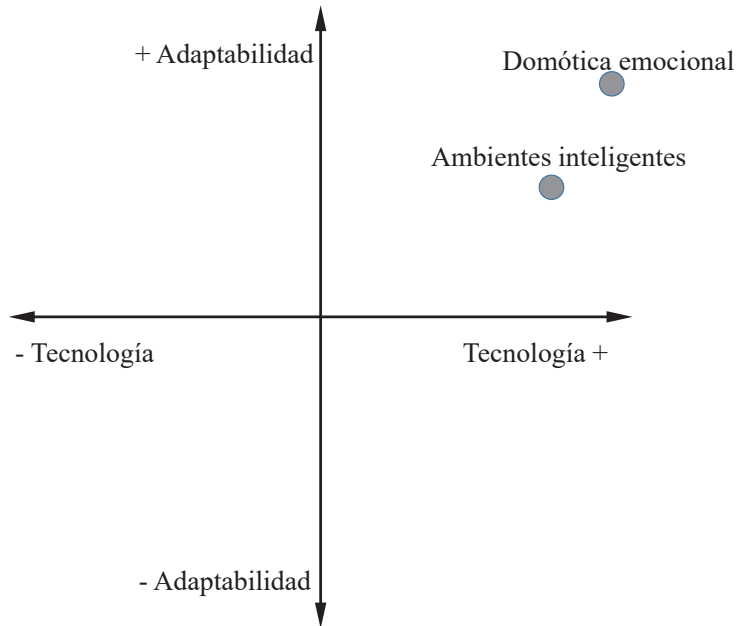 + Adaptabilidad
Domótica emocional
Ambientes inteligentes
- Tecnología
Tecnología +
- Adaptabilidad